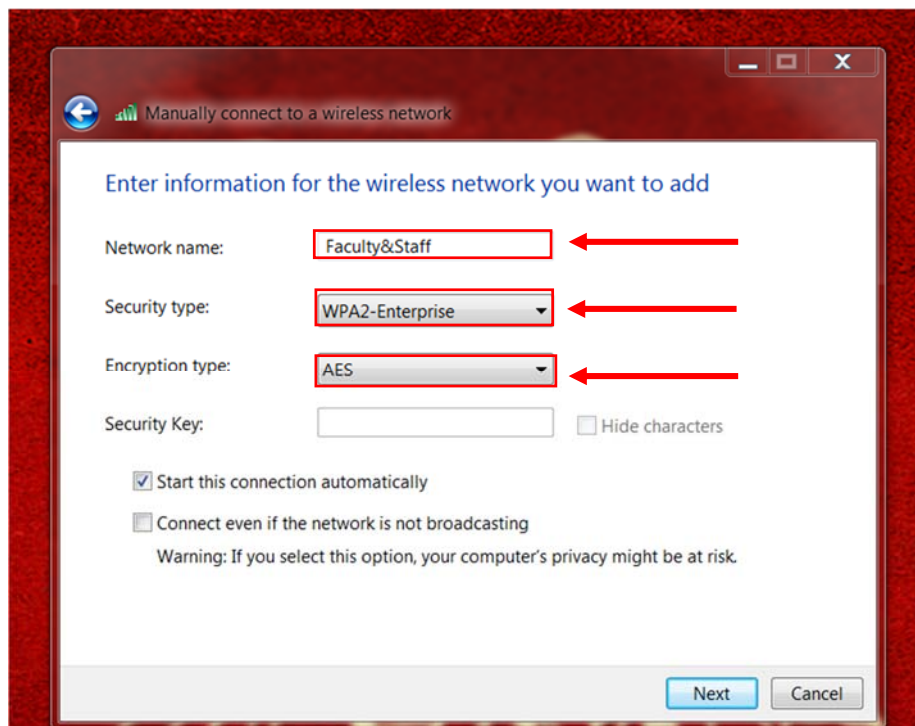 Manually connect to a wireless network
Enter information for the wireless network you want to add
Network name: Faculty&Staff
Security type: WPA2-Enterprise
Encryption type: AES
Security Key: Hide characters
Start this connection automatically
Connect even if the network is not broadcasting
Warning: If you select this option, your computer's privacy might be at risk.
Next Cancel